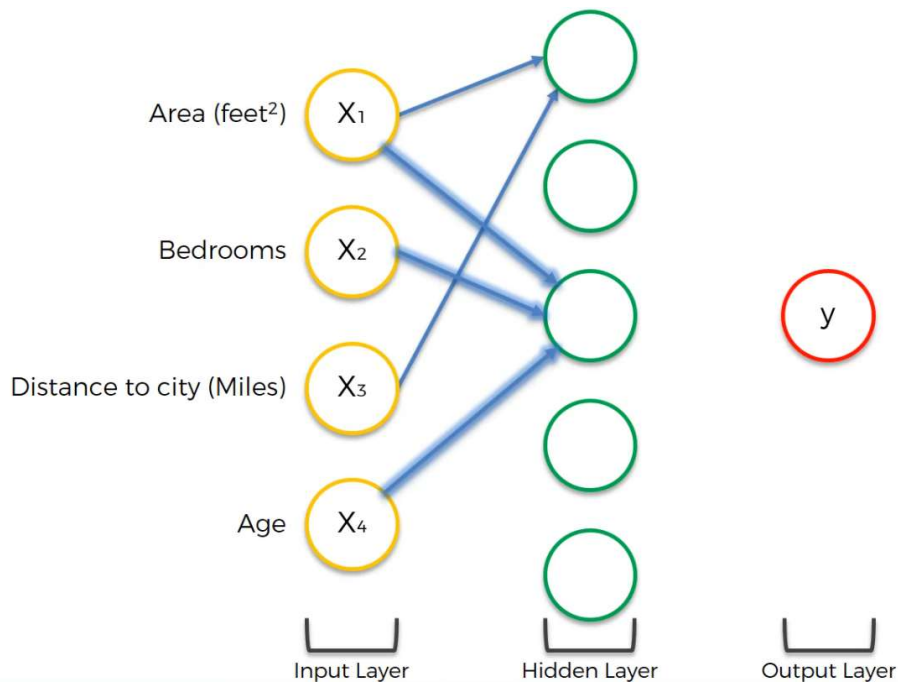 Area (feet²)
X₁
Bedrooms
X₂
Distance to city (Miles)
X₃
Age
X₄
y
Input Layer
Hidden Layer
Output Layer